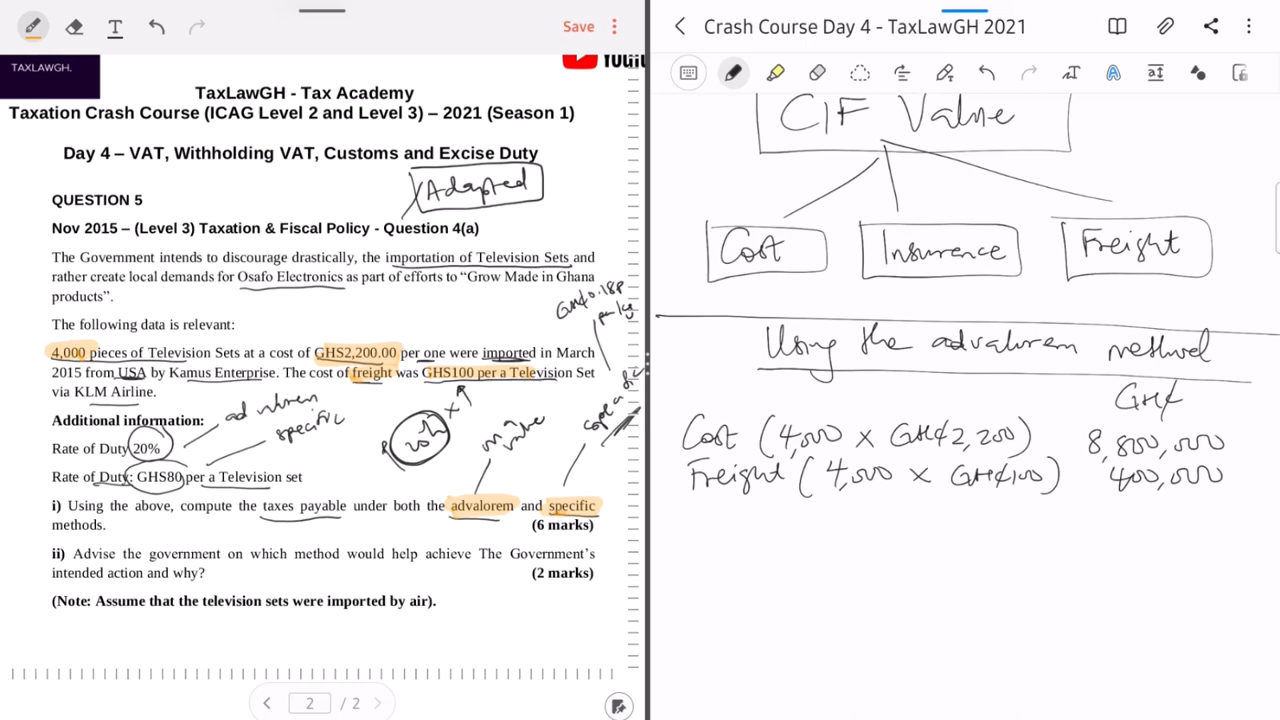 Save
TAXLAWGH.
TaxLawGH - Tax Academy
Taxation Crash Course (ICAG Level 2 and Level 3) – 2021 (Season 1)
Day 4 – VAT, Withholding VAT, Customs and Excise Duty
Adapted
QUESTION 5
Nov 2015 – (Level 3) Taxation & Fiscal Policy - Question 4(a)
The Government intends to discourage drastically, the importation of Television Sets and
rather create local demands for Osafo Electronics as part of efforts to “Grow Made in Ghana
products”.
GH¢0.18p
per kg
The following data is relevant:
4,000 pieces of Television Sets at a cost of GHS2,200.00 per one were imported in March
2015 from USA by Kamus Enterprise. The cost of freight was GHS100 per a Television Set
via KLM Airline.
Additional information:
ad valorem
specific
Rate of Duty 20%
Rate of Duty: GHS80 per a Television set
i) Using the above, compute the taxes payable under both the advalorem and specific
methods. (6 marks)
ii) Advise the government on which method would help achieve The Government’s
intended action and why? (2 marks)
(Note: Assume that the television sets were imported by air).
2 / 2
Crash Course Day 4 - TaxLawGH 2021
CIF Value
Cost Insurance Freight
Using the advalorem method
GH¢
Cost (4,000 x GH¢2,200) 8,800,000
Freight (4,000 x GH¢100) 400,000